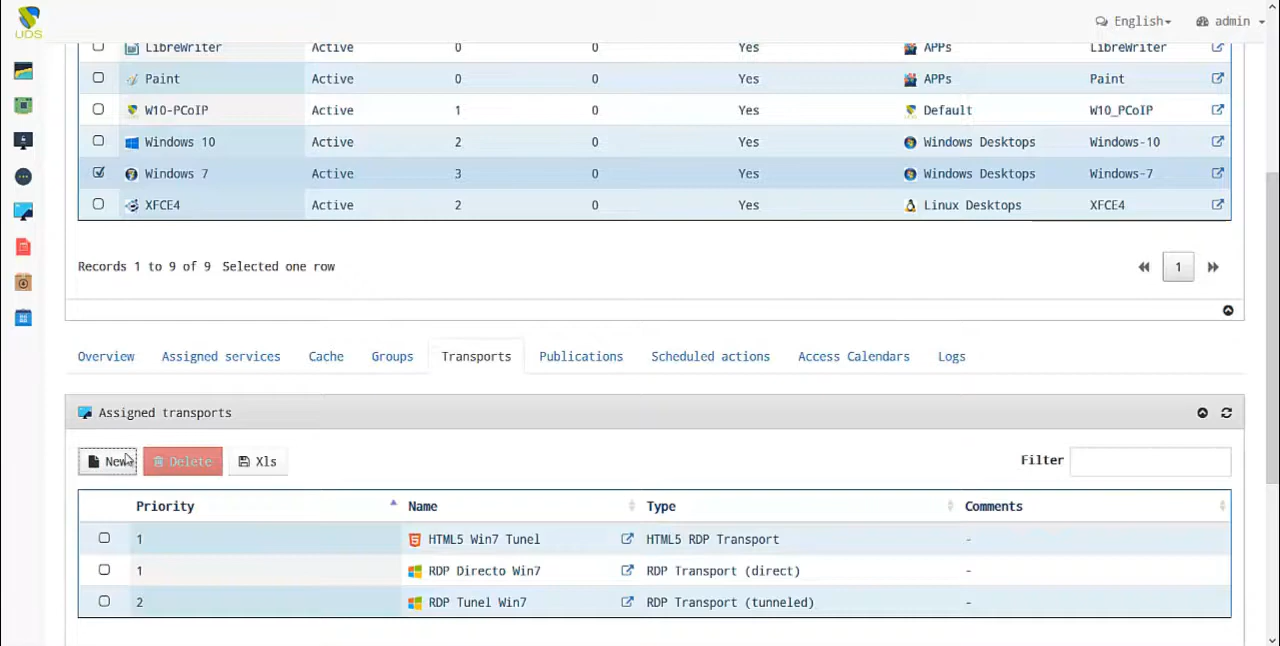 UDS English admin
LibreWriter Active 0 0 Yes APPs LibreWriter
Paint Active 0 0 Yes APPs Paint
W10-PCoIP Active 1 0 Yes Default W10_PCoIP
Windows 10 Active 2 0 Yes Windows Desktops Windows-10
Windows 7 Active 3 0 Yes Windows Desktops Windows-7
XFCE4 Active 2 0 Yes Linux Desktops XFCE4
Records 1 to 9 of 9 Selected one row 1
Overview Assigned services Cache Groups Transports Publications Scheduled actions Access Calendars Logs
Assigned transports
New Delete Xls Filter
Priority Name Type Comments
1 HTML5 Win7 Tunel HTML5 RDP Transport -
1 RDP Directo Win7 RDP Transport (direct) -
2 RDP Tunel Win7 RDP Transport (tunneled) -